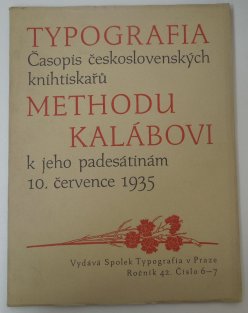 TYPOGRAFIA
Časopis československých
knihtiskařů
METHODU
KALÁBOVI
k jeho padesátinám
10. července 1935
Vydává Spolek Typografia v Praze
Ročník 42. Číslo 6–7